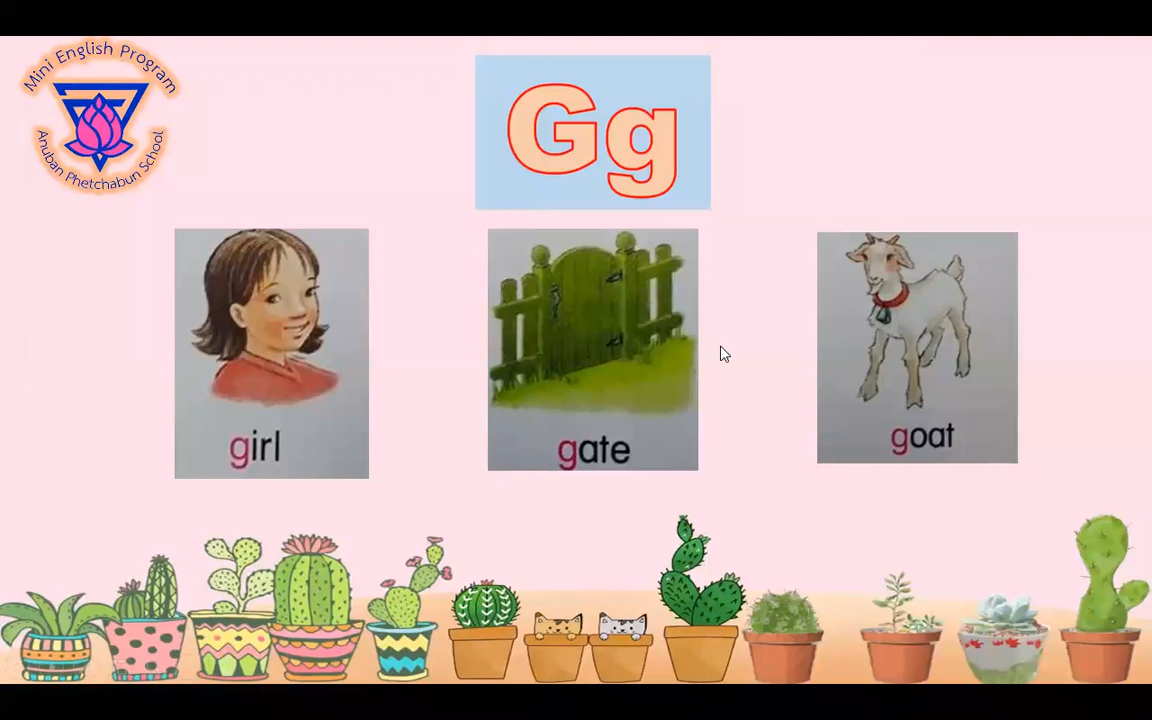 Mini English Program
Anuban Phetchabun School
Gg
girl
gate
goat